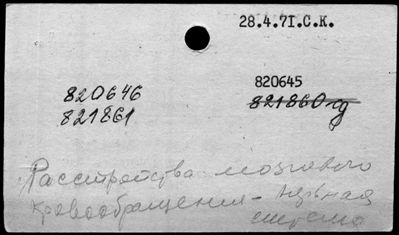 28.4.71.С.К.
820645
820646
821860
821861
Расстройства мозгового
кровообращения - нервная
система